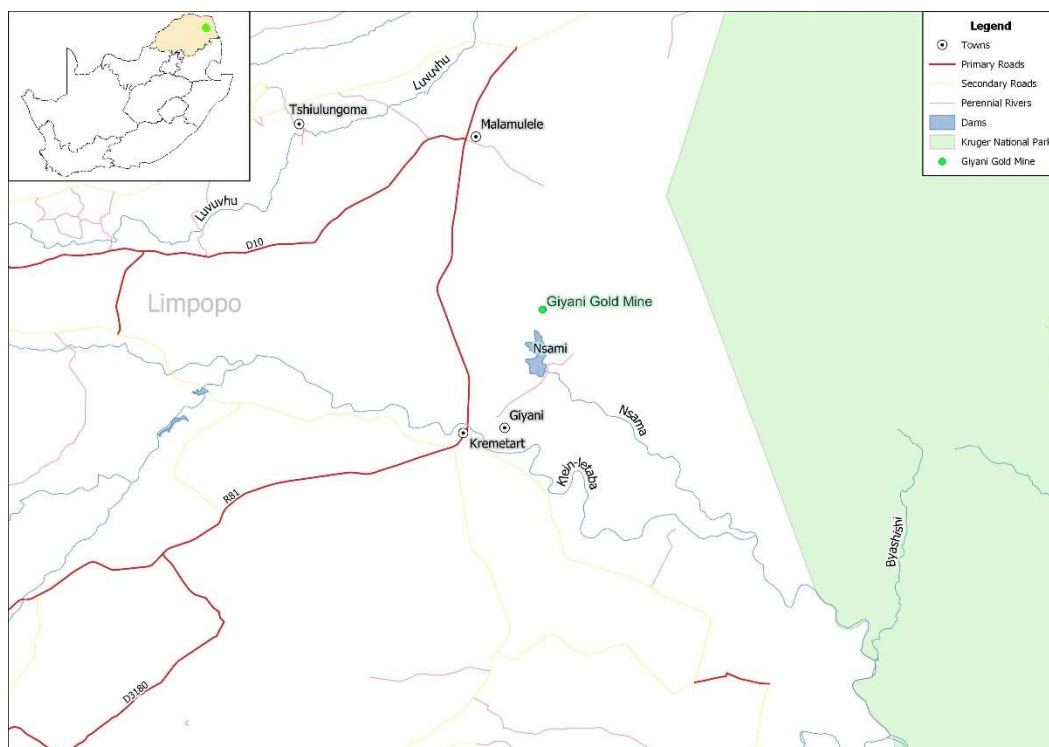 Legend
Towns
Primary Roads
Secondary Roads
Perennial Rivers
Dams
Kruger National Park
Giyani Gold Mine
Luvuvhu
Tshiulungoma
Malamulele
Luvuvhu
D10
Limpopo
Giyani Gold Mine
Nsami
Nsama
Giyani
Kremetart
Klein-letaba
R81
Byashishi
D3180
c